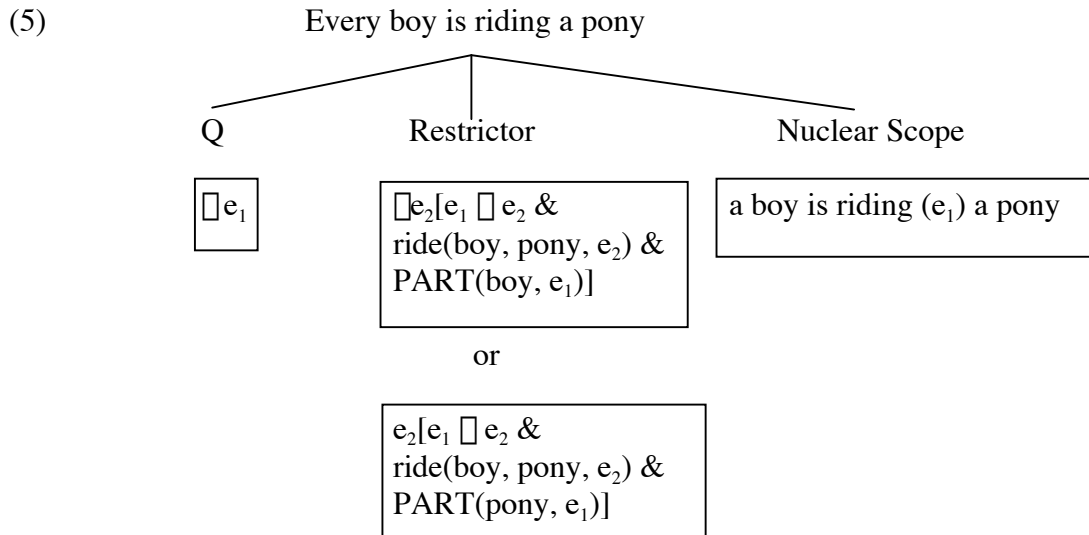 (5) Every boy is riding a pony
Q Restrictor Nuclear Scope
□ e₁ □e₂[e₁ □ e₂ & a boy is riding (e₁) a pony
ride(boy, pony, e₂) &
PART(boy, e₁)]
or
e₂[e₁ □ e₂ &
ride(boy, pony, e₂) &
PART(pony, e₁)]